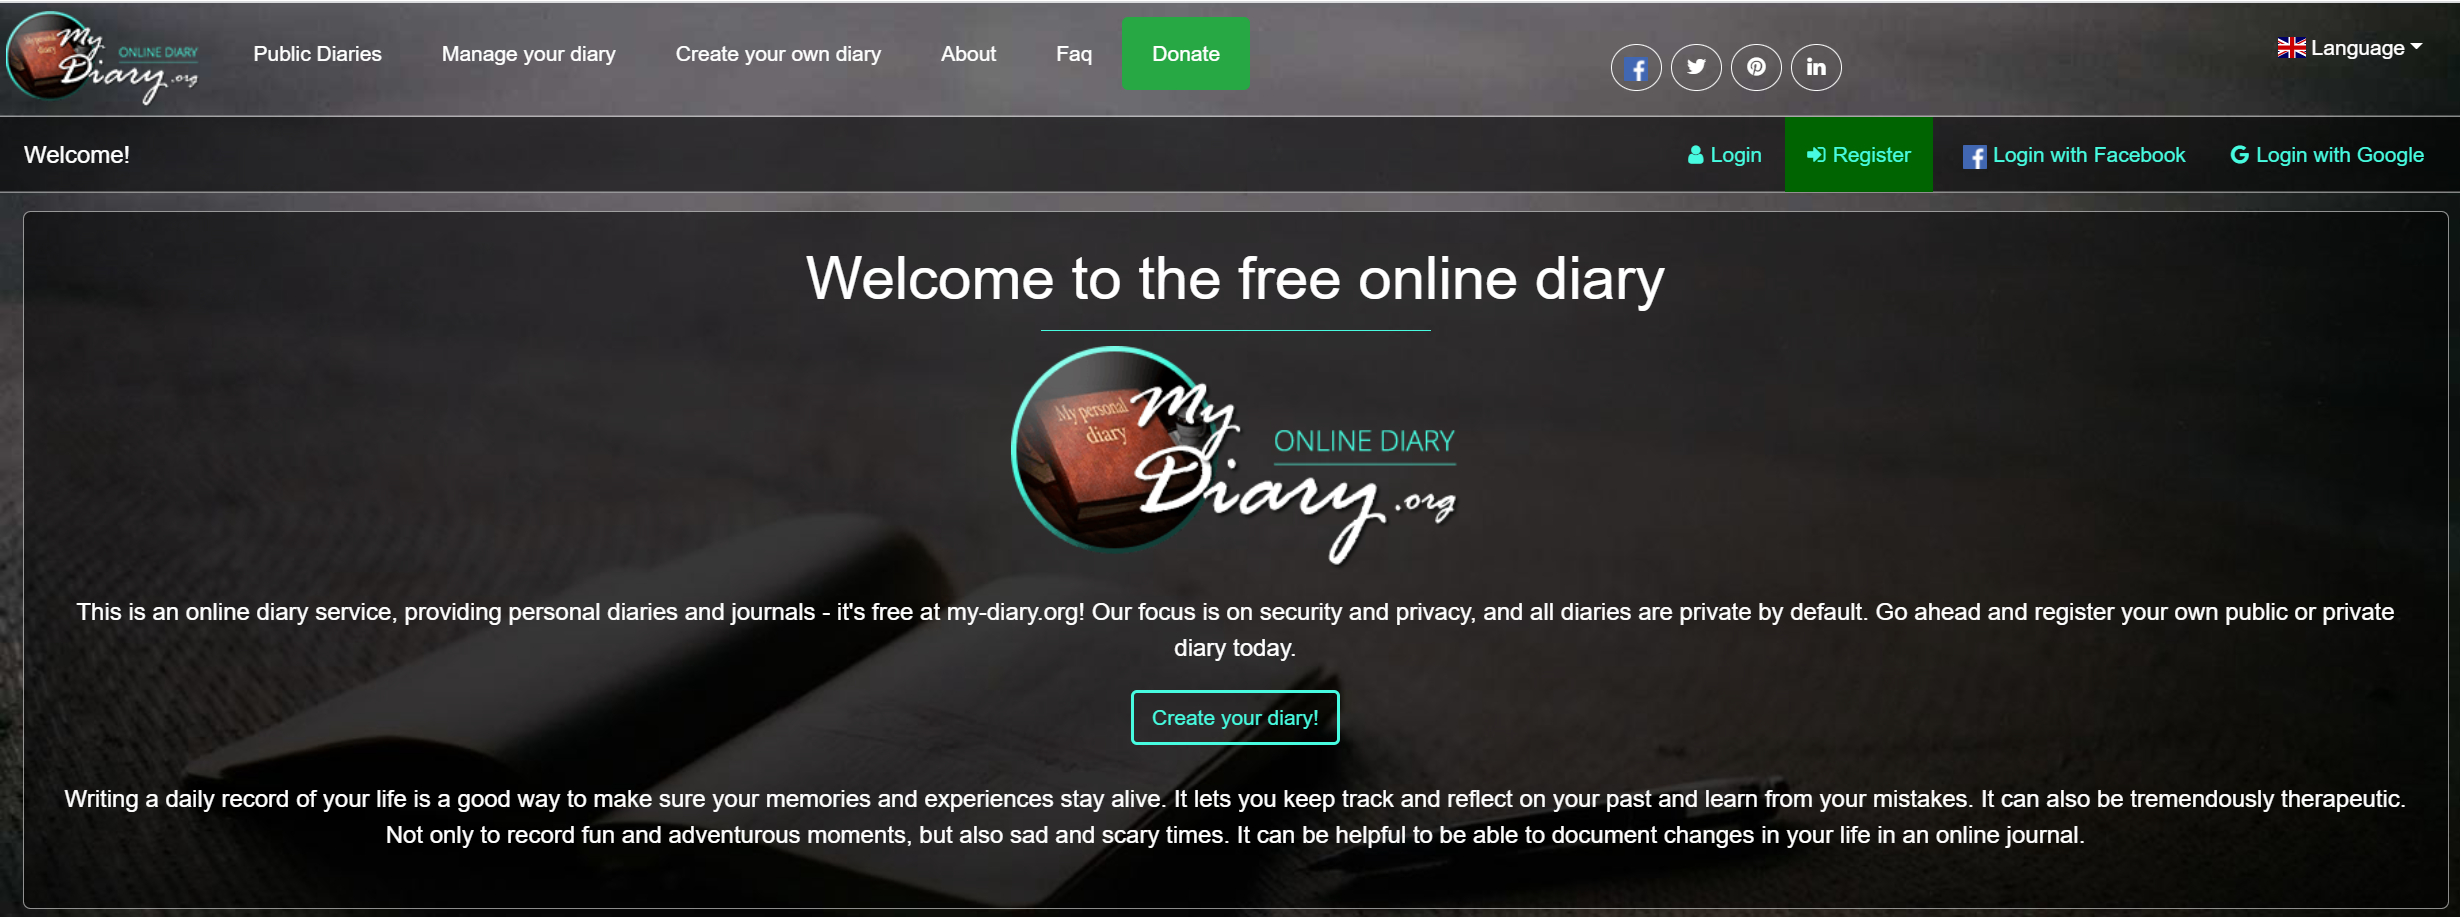 My
Diary.org
ONLINE DIARY
Public Diaries
Manage your diary
Create your own diary
About
Faq
Donate
Language
Welcome!
Login
Register
Login with Facebook
Login with Google
Welcome to the free online diary
My personal
diary
My
Diary.org
ONLINE DIARY
This is an online diary service, providing personal diaries and journals - it's free at my-diary.org! Our focus is on security and privacy, and all diaries are private by default. Go ahead and register your own public or private
diary today.
Create your diary!
Writing a daily record of your life is a good way to make sure your memories and experiences stay alive. It lets you keep track and reflect on your past and learn from your mistakes. It can also be tremendously therapeutic.
Not only to record fun and adventurous moments, but also sad and scary times. It can be helpful to be able to document changes in your life in an online journal.